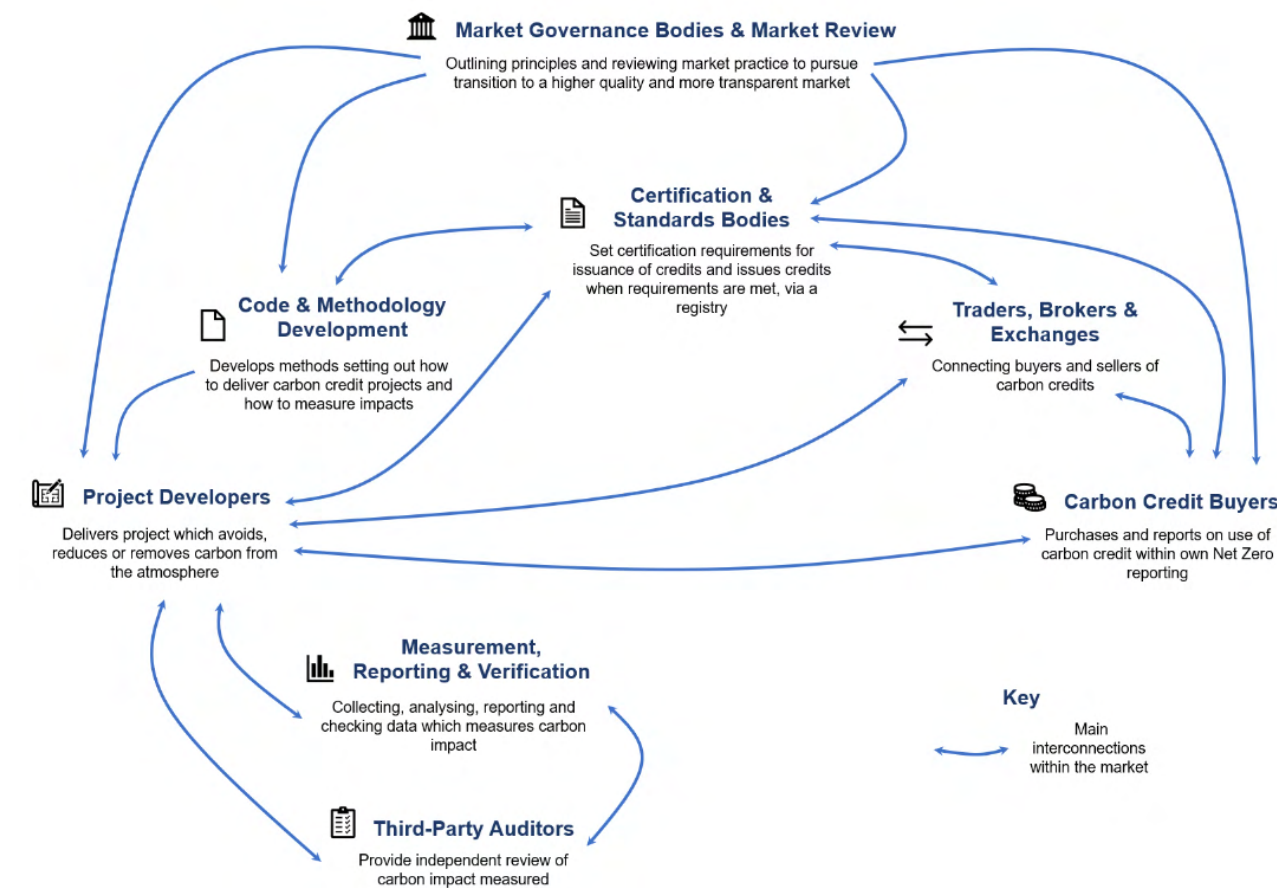 Market Governance Bodies & Market Review
Outlining principles and reviewing market practice to pursue
transition to a higher quality and more transparent market
Certification &
Standards Bodies
Set certification requirements for
issuance of credits and issues credits
when requirements are met, via a
registry
Code & Methodology
Development
Develops methods setting out how
to deliver carbon credit projects and
how to measure impacts
Traders, Brokers &
Exchanges
Connecting buyers and sellers of
carbon credits
Project Developers
Delivers project which avoids,
reduces or removes carbon from
the atmosphere
Carbon Credit Buyers
Purchases and reports on use of
carbon credit within own Net Zero
reporting
Measurement,
Reporting & Verification
Collecting, analysing, reporting and
checking data which measures carbon
impact
Key
Main
interconnections
within the market
Third-Party Auditors
Provide independent review of
carbon impact measured